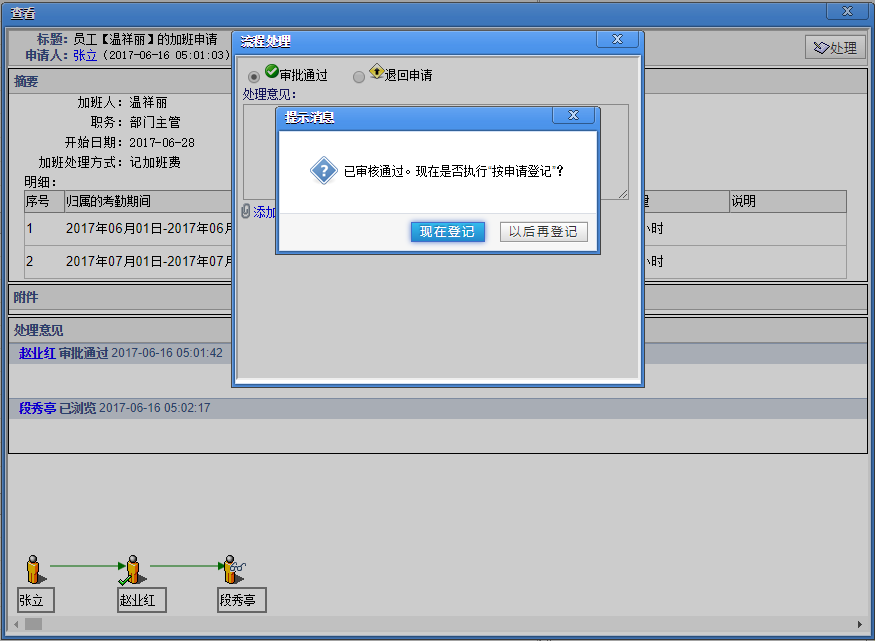 查看
标题：员工【温祥丽】的加班申请
申请人：张立（2017-06-16 05:01:03）
处理
流程处理
审批通过 退回申请
处理意见：
添加
提示消息
已审核通过。现在是否执行“按申请登记”？
现在登记 以后再登记
摘要
加班人：温祥丽
职务：部门主管
开始日期：2017-06-28
加班处理方式：记加班费
明细：
序号 归属的考勤期间 说明
1 2017年06月01日-2017年06月 小时
2 2017年07月01日-2017年07月 小时
附件
处理意见
赵业红 审批通过 2017-06-16 05:01:42
段秀亭 已浏览 2017-06-16 05:02:17
张立 赵业红 段秀亭